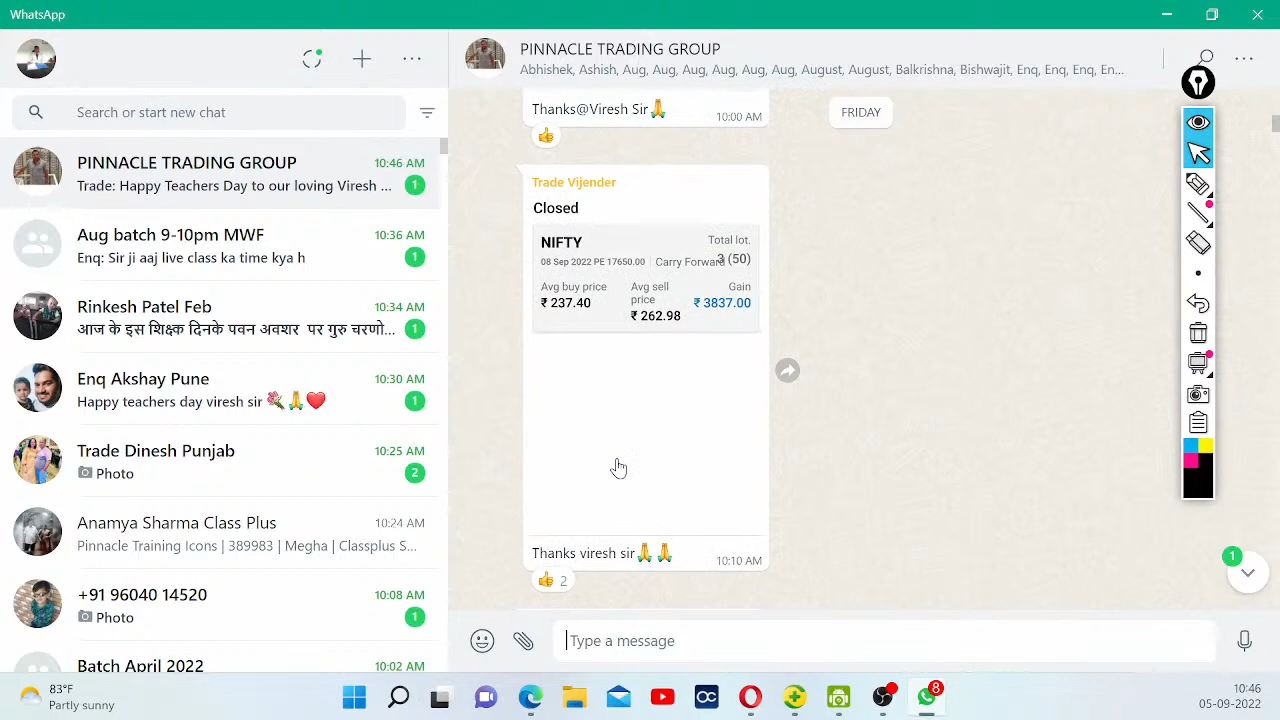 WhatsApp
Search or start new chat
PINNACLE TRADING GROUP
10:46 AM
Trade: Happy Teachers Day to our loving Viresh ...
1
Aug batch 9-10pm MWF
10:36 AM
Enq: Sir ji aaj live class ka time kya h
1
Rinkesh Patel Feb
10:34 AM
आज के इस शिक्ष्क दिनके पवन अवशर पर गुरु चरणो...
1
Enq Akshay Pune
10:30 AM
Happy teachers day viresh sir 💐🙏❤️
1
Trade Dinesh Punjab
10:25 AM
Photo
2
Anamya Sharma Class Plus
10:24 AM
Pinnacle Training Icons | 389983 | Megha | Classplus S...
+91 96040 14520
10:08 AM
Photo
1
Batch April 2022
10:02 AM
PINNACLE TRADING GROUP
Abhishek, Ashish, Aug, Aug, Aug, Aug, Aug, Aug, August, August, Balkrishna, Bishwajit, Enq, Enq, Enq, En...
Thanks@Viresh Sir🙏
10:00 AM
👍
FRIDAY
Trade Vijender
Closed
NIFTY
Total lot.
08 Sep 2022 PE 17650.00 | Carry Forward
3 (50)
Avg buy price
Avg sell price
Gain
₹ 237.40
₹ 262.98
₹ 3837.00
Thanks viresh sir🙏🙏
10:10 AM
👍 2
1
Type a message
83°F
Partly sunny
8
10:46
05-09-2022